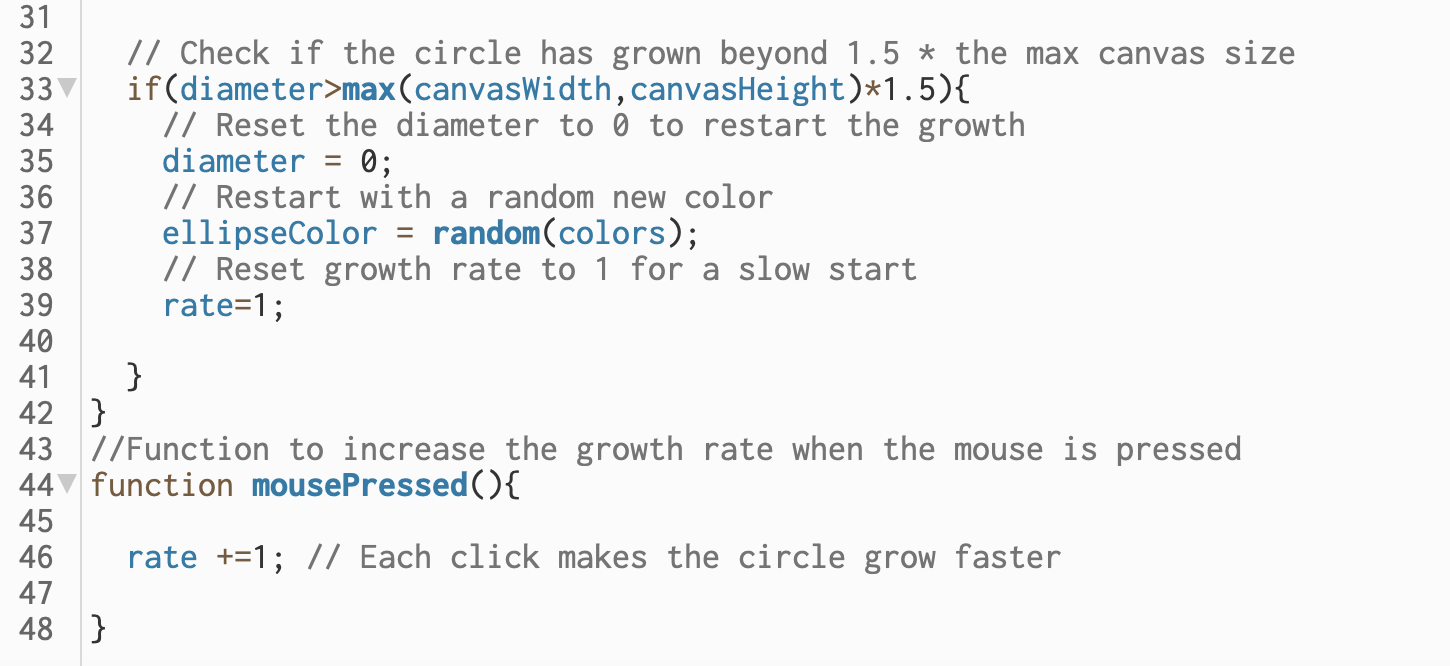 31
32   // Check if the circle has grown beyond 1.5 * the max canvas size
33   if(diameter>max(canvasWidth,canvasHeight)*1.5){
34     // Reset the diameter to 0 to restart the growth
35     diameter = 0;
36     // Restart with a random new color
37     ellipseColor = random(colors);
38     // Reset growth rate to 1 for a slow start
39     rate=1;
40
41   }
42 }
43 //Function to increase the growth rate when the mouse is pressed
44 function mousePressed(){
45
46   rate +=1; // Each click makes the circle grow faster
47
48 }